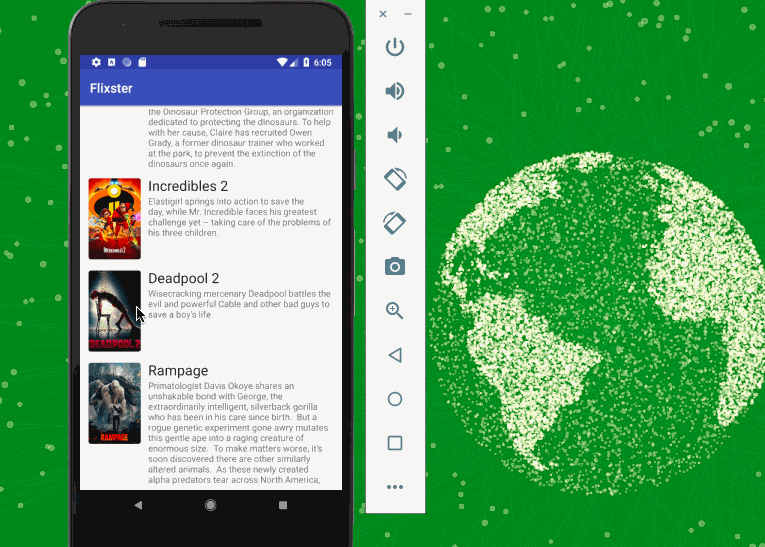 6:05
Flixster
the Dinosaur Protection Group, an organization
dedicated to protecting the dinosaurs. To help
with her cause, Claire has recruited Owen
Grady, a former dinosaur trainer who worked
at the park, to prevent the extinction of the
dinosaurs once again.
Incredibles 2
Elastigirl springs into action to save the
day, while Mr. Incredible faces his greatest
challenge yet – taking care of the problems of
his three children.
INCREDIBLES 2
Deadpool 2
Wisecracking mercenary Deadpool battles the
evil and powerful Cable and other bad guys to
save a boy's life.
DEADPOOL 2
Rampage
Primatologist Davis Okoye shares an
unshakable bond with George, the
extraordinarily intelligent, silverback gorilla
who has been in his care since birth.  But a
rogue genetic experiment gone awry mutates
this gentle ape into a raging creature of
enormous size.  To make matters worse, it's
soon discovered there are other similarly
altered animals.  As these newly created
alpha predators tear across North America,
RAMPAGE